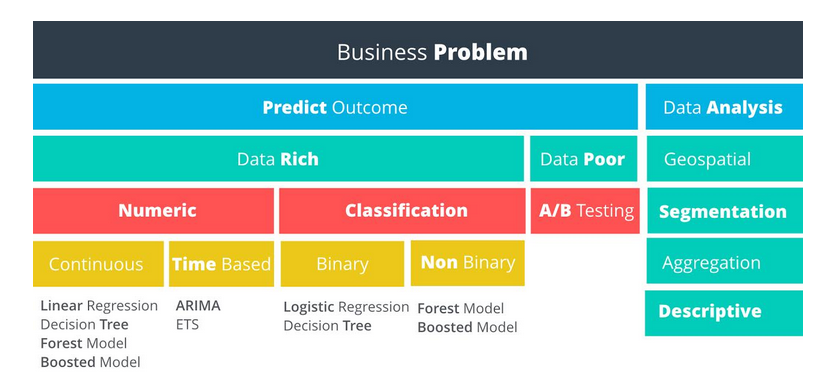 Business Problem
Predict Outcome
Data Analysis
Data Rich
Data Poor
Geospatial
Numeric
Classification
A/B Testing
Segmentation
Continuous
Time Based
Binary
Non Binary
Aggregation
Linear Regression
Decision Tree
Forest Model
Boosted Model
ARIMA
ETS
Logistic Regression
Decision Tree
Forest Model
Boosted Model
Descriptive